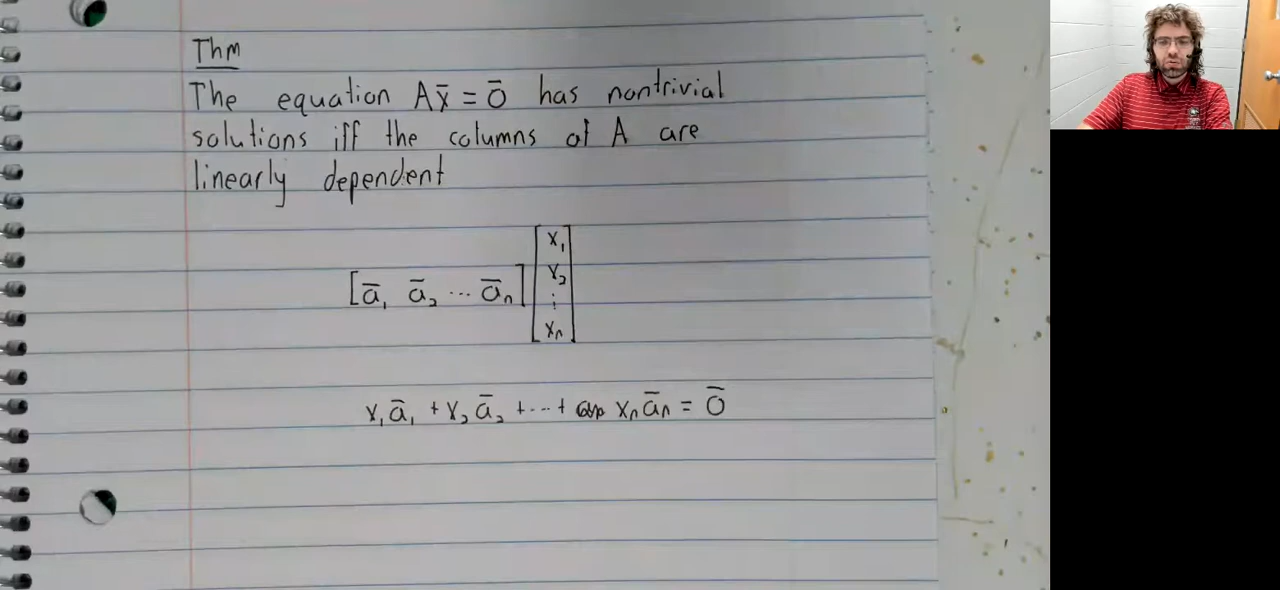 Thm
The equation Ax̄ = 0̄ has nontrivial
solutions iff the columns of A are
linearly dependent
[ā₁ ā₂ ⋯ āₙ] [x₁ x₂ ⋮ xₙ]
x₁ā₁ + x₂ā₂ + ⋯ + xₙāₙ = 0̄